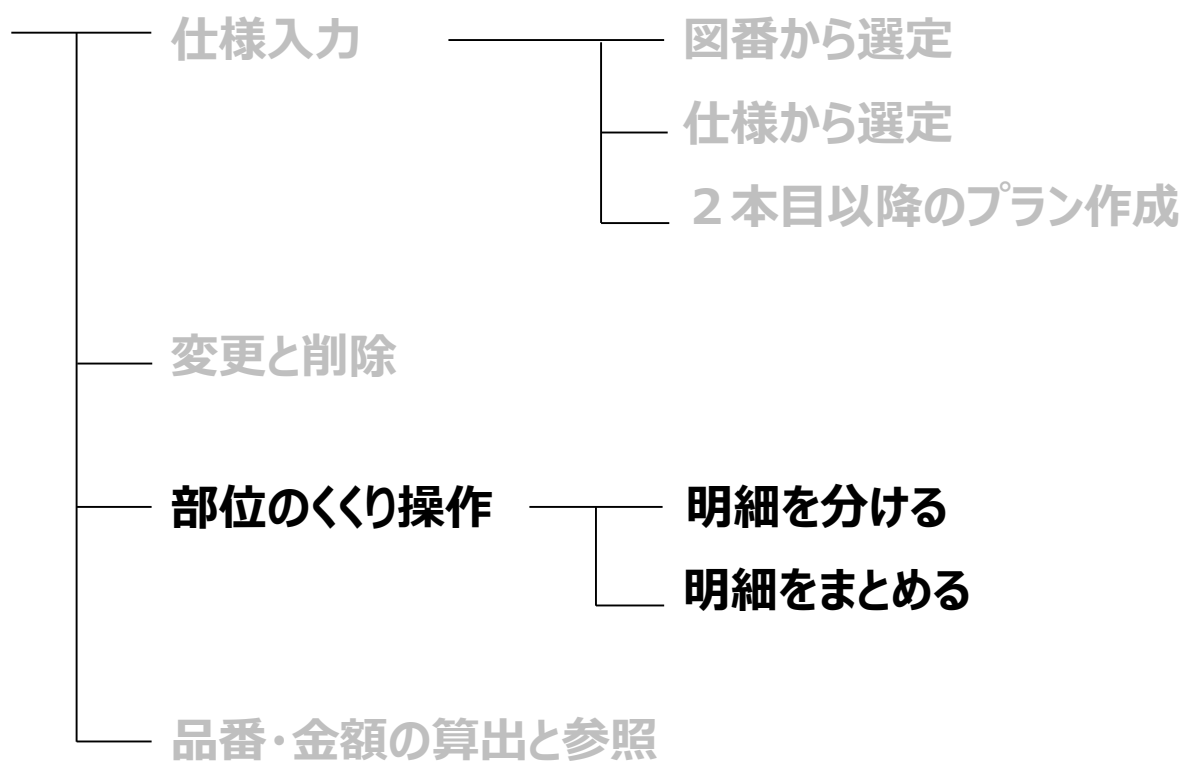 仕様入力
図番から選定
仕様から選定
２本目以降のプラン作成
変更と削除
部位のくくり操作
明細を分ける
明細をまとめる
品番・金額の算出と参照